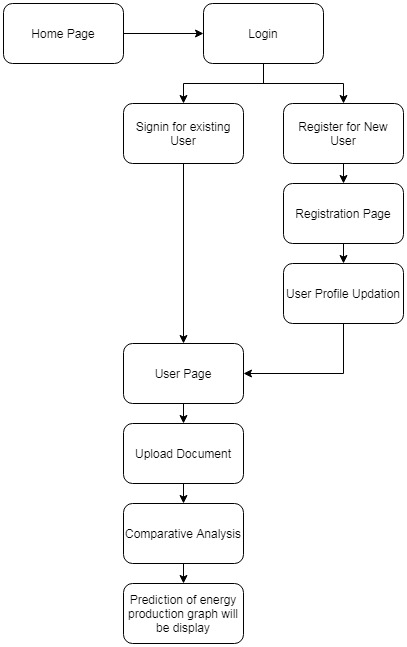 Home Page
Login
Signin for existing
User
Register for New
User
Registration Page
User Profile Updation
User Page
Upload Document
Comparative Analysis
Prediction of energy
production graph will
be display